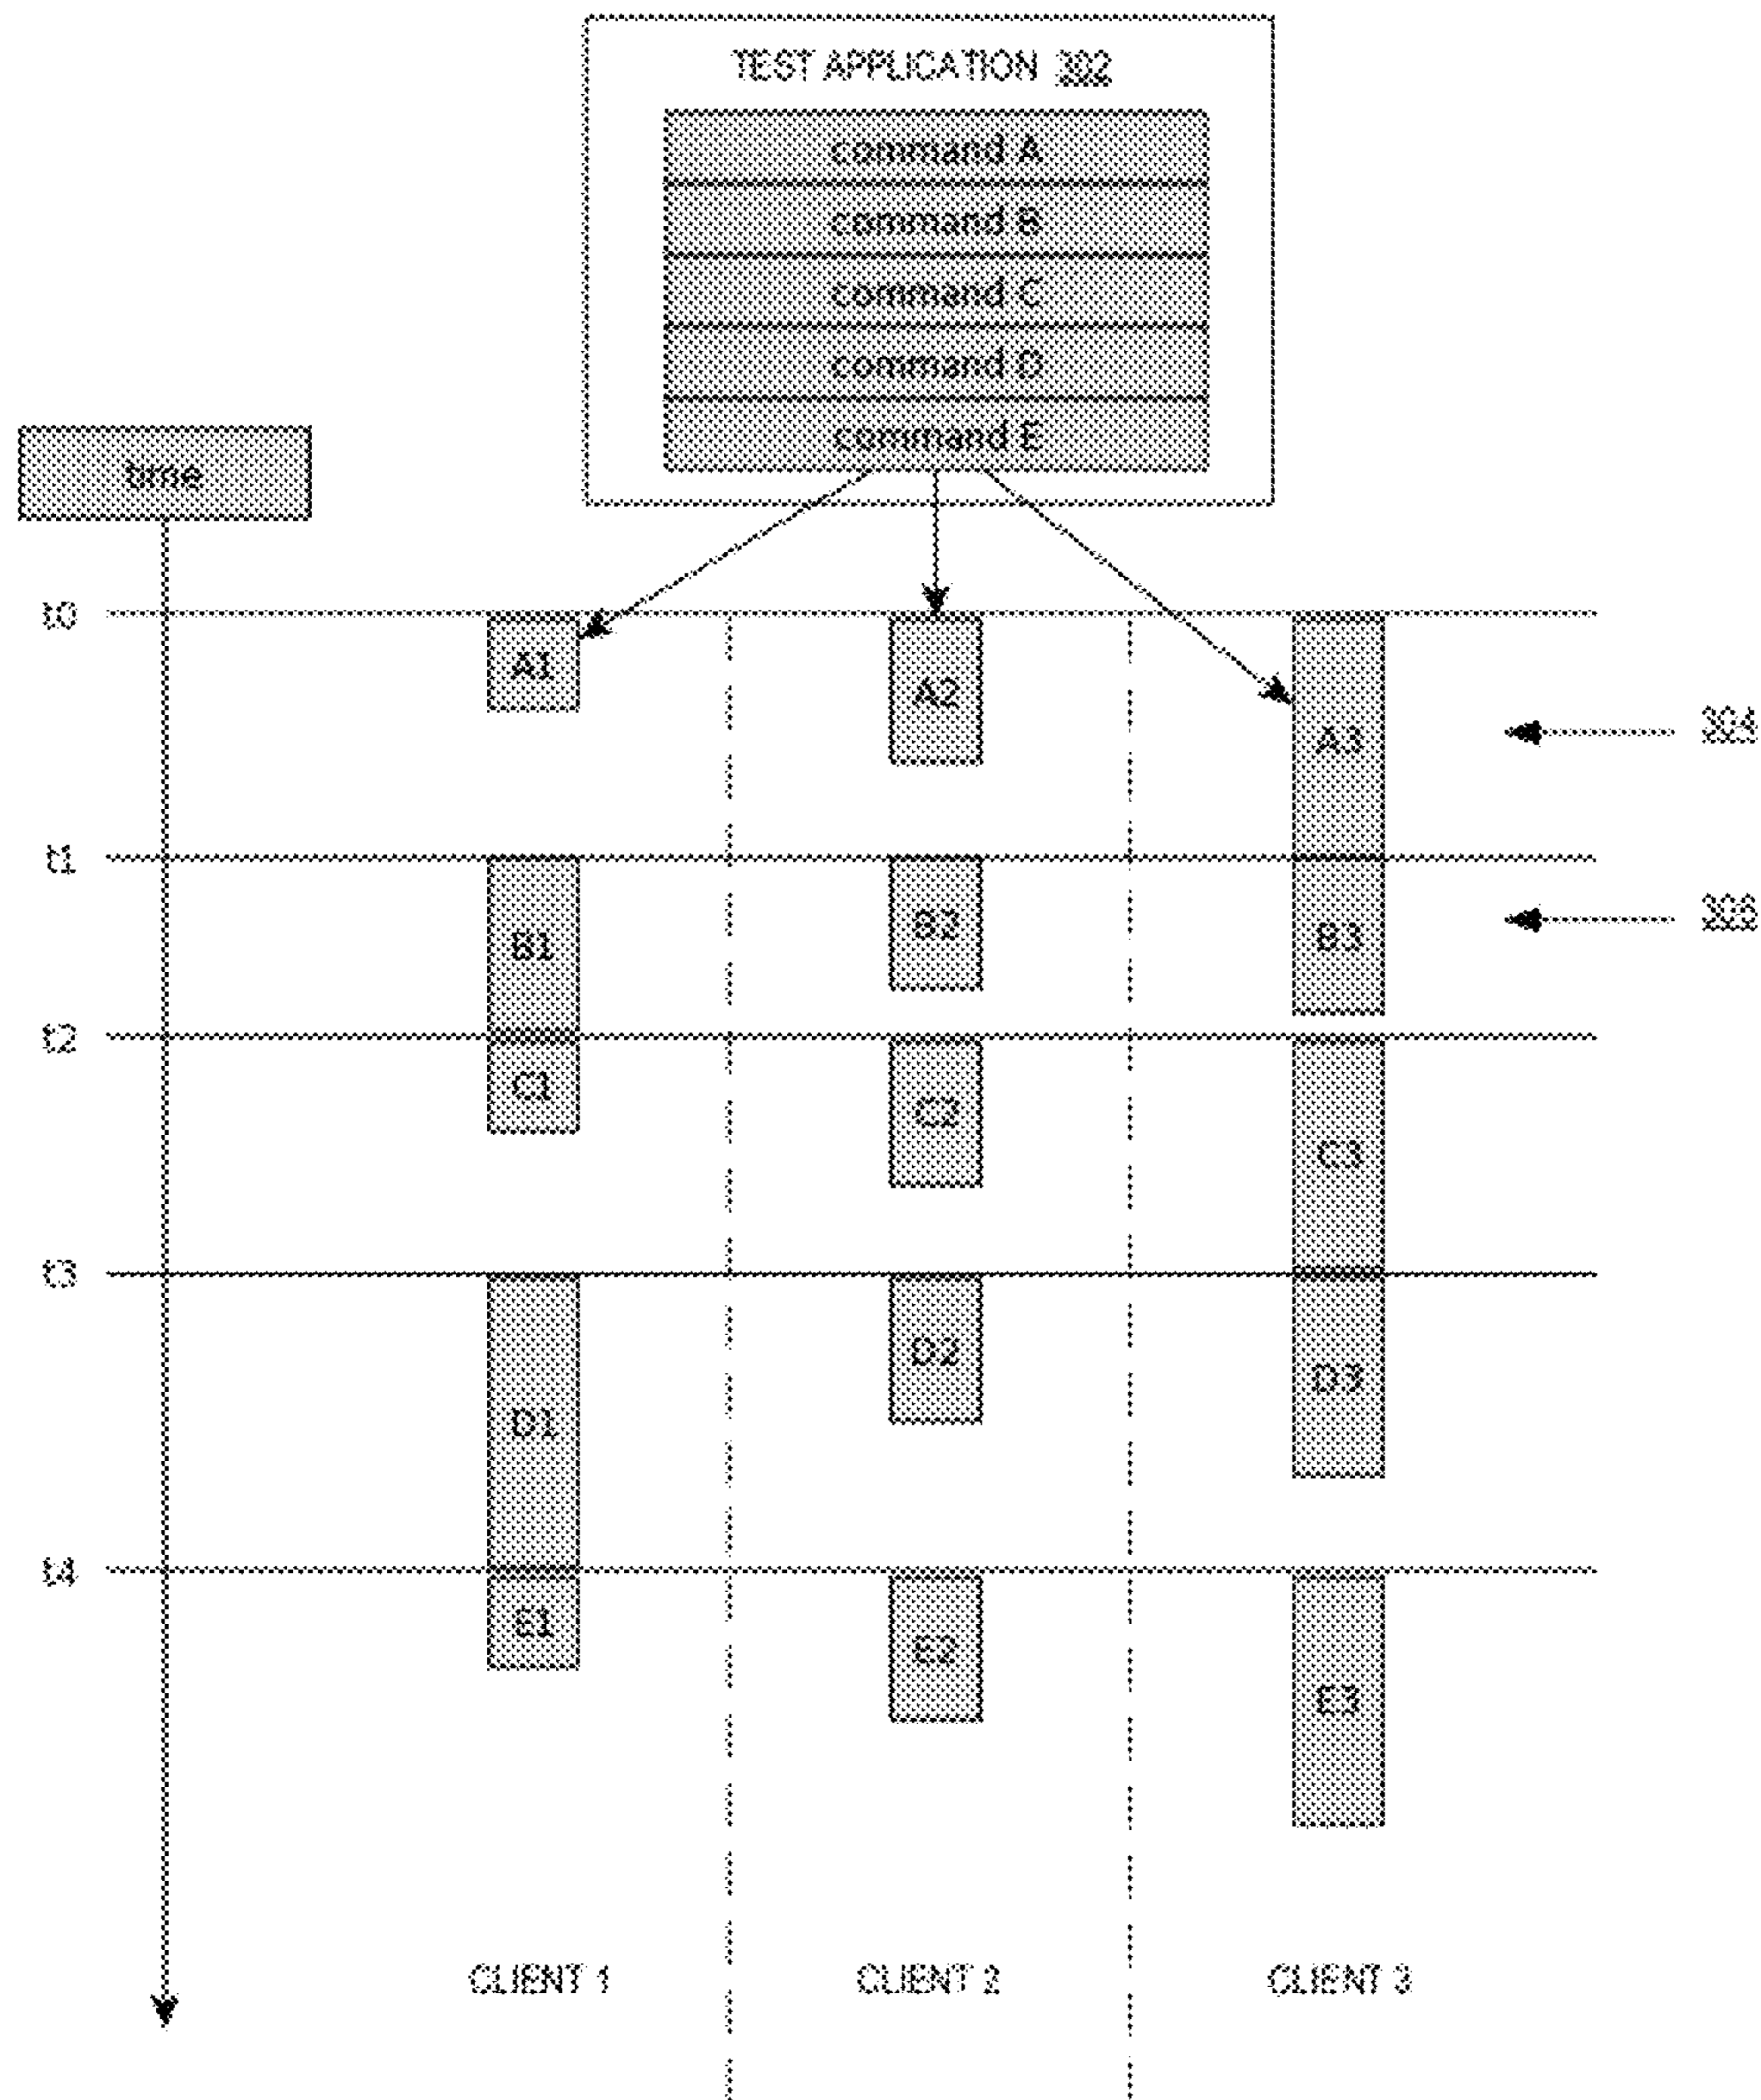 TEST APPLICATION 302
command A
command B
command C
command D
command E
time
t0
A1
A2
A3
304
t1
B1
B2
B3
306
t2
C1
C2
C3
t3
D1
D2
D3
t4
E1
E2
E3
CLIENT 1
CLIENT 2
CLIENT 3